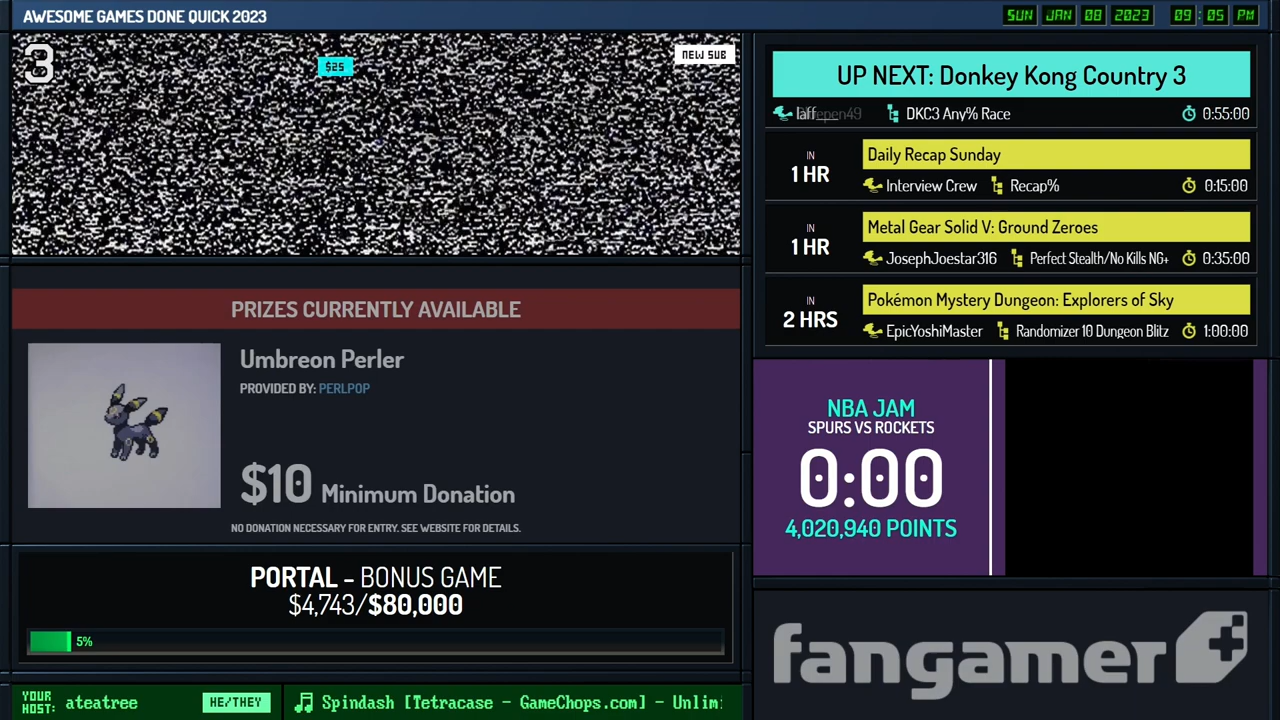 AWESOME GAMES DONE QUICK 2023
SUN JAN 08 2023 09:05 PM
3
$25
NEW SUB
UP NEXT: Donkey Kong Country 3
DKC3 Any% Race
0:55:00
IN
1 HR
Daily Recap Sunday
Interview Crew
Recap%
0:15:00
IN
1 HR
Metal Gear Solid V: Ground Zeroes
JosephJoestar316
Perfect Stealth/No Kills NG+
0:35:00
IN
2 HRS
Pokémon Mystery Dungeon: Explorers of Sky
EpicYoshiMaster
Randomizer 10 Dungeon Blitz
1:00:00
PRIZES CURRENTLY AVAILABLE
Umbreon Perler
PROVIDED BY: PERLPOP
$10 Minimum Donation
NO DONATION NECESSARY FOR ENTRY. SEE WEBSITE FOR DETAILS.
NBA JAM
SPURS VS ROCKETS
0:00
4,020,940 POINTS
PORTAL - BONUS GAME
$4,743/$80,000
5%
fangamer
YOUR HOST: ateatree
HE/THEY
Spindash [Tetracase - GameChops.com] - Unlim